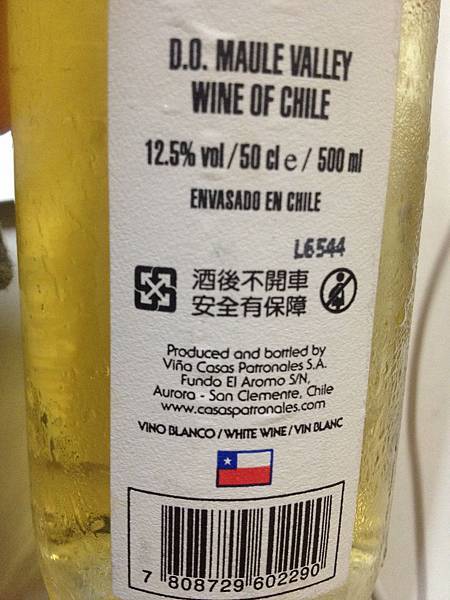 D.O. MAULE VALLEY
WINE OF CHILE
12.5% vol/50 cl e/500 ml
ENVASADO EN CHILE
L6544
酒後不開車
安全有保障
Produced and bottled by
Viña Casas Patronales S.A.
Fundo El Aromo S/N,
Aurora - San Clemente, Chile
www.casaspatronales.com
VINO BLANCO/WHITE WINE/VIN BLANC
7 808729 602290